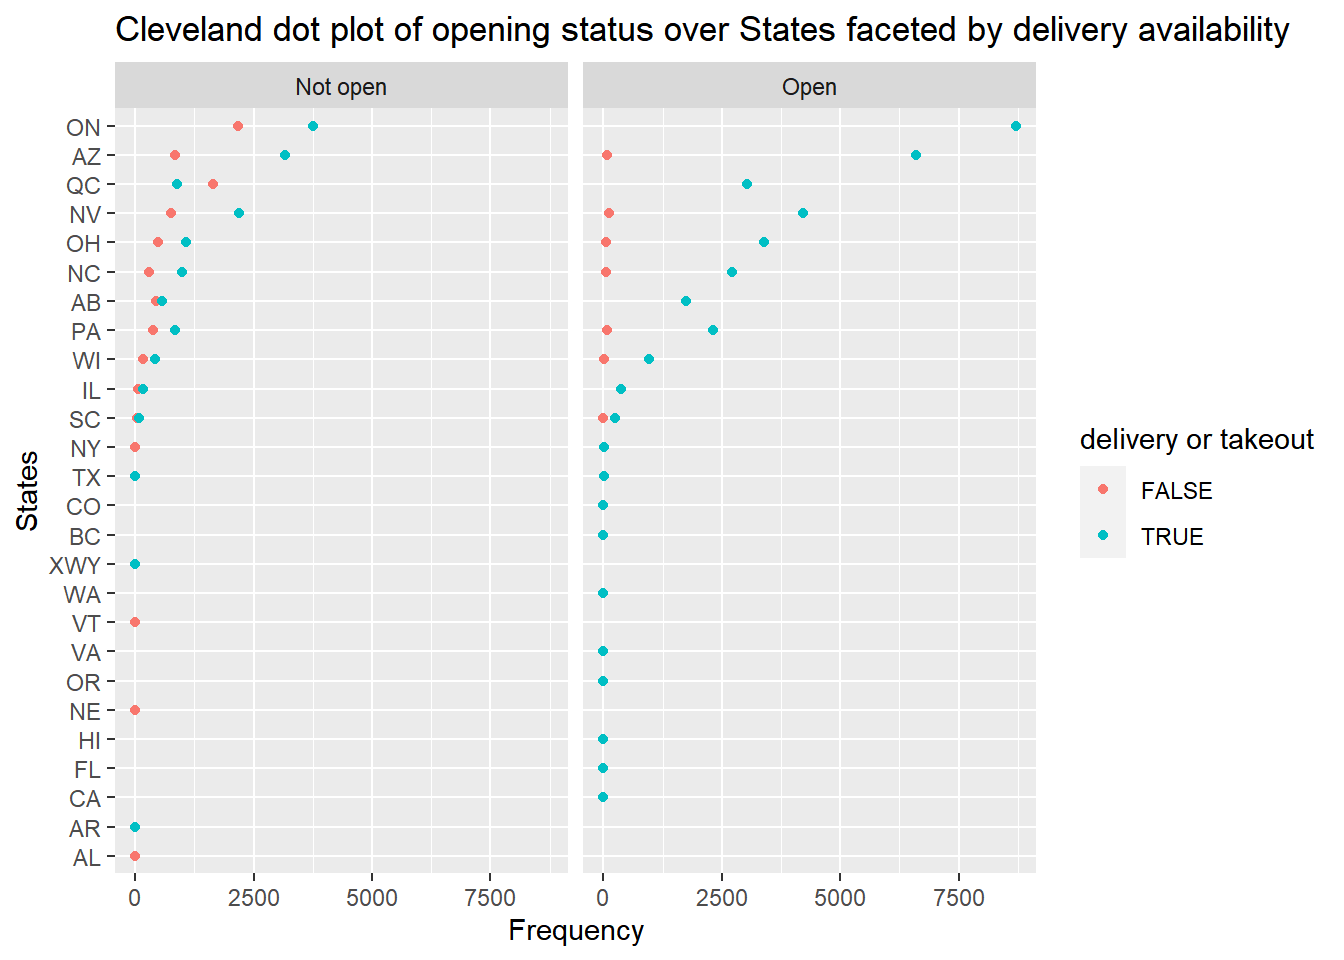 Cleveland dot plot of opening status over States faceted by delivery availability
Not open
Open
ON
AZ
QC
NV
OH
NC
AB
PA
WI
IL
SC
NY
TX
CO
BC
XWY
WA
VT
VA
OR
NE
HI
FL
CA
AR
AL
States
0 2500 5000 7500
0 2500 5000 7500
Frequency
delivery or takeout
FALSE
TRUE